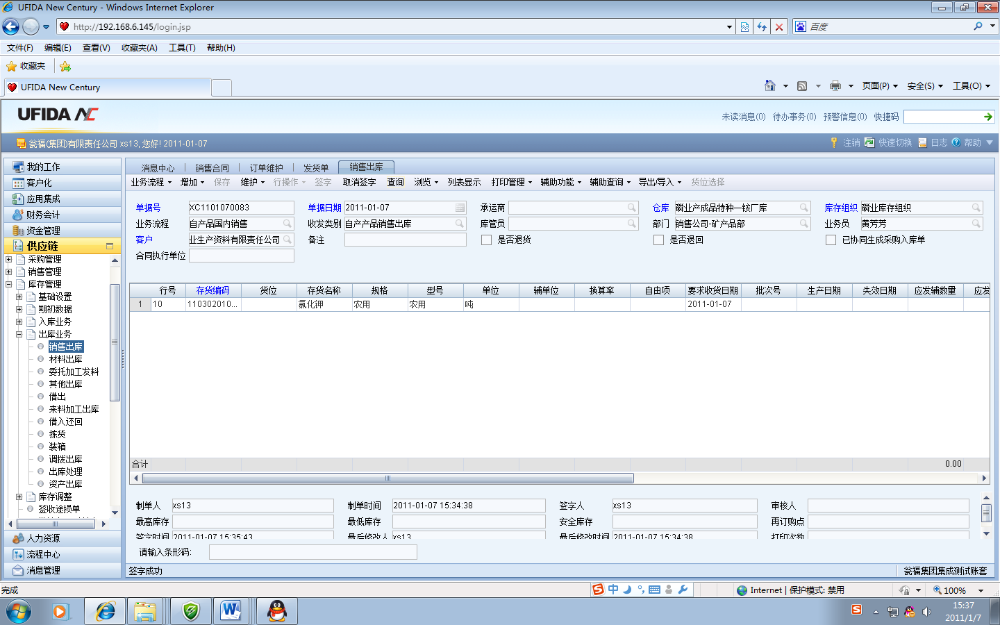 UFIDA New Century - Windows Internet Explorer
http://192.168.6.145/login.jsp
百度
文件(F) 编辑(E) 查看(V) 收藏夹(A) 工具(T) 帮助(H)
收藏夹
UFIDA New Century
页面(P) 安全(S) 工具(O)
UFIDA NC
未读消息(0) 待办事务(0) 预警信息(0) 快捷码
瓮福(集团)有限责任公司 xs13, 您好! 2011-01-07
注销 快速切换 日志 帮助
我的工作
客户化
应用集成
财务会计
资金管理
供应链
采购管理
销售管理
库存管理
基础设置
期初数据
入库业务
出库业务
销售出库
材料出库
委托加工发料
其他出库
借出
来料加工出库
借入还回
拣货
装箱
调拨出库
出库处理
资产出库
库存调整
签收途损单
人力资源
流程中心
消息管理
消息中心 销售合同 订单维护 发货单 销售出库
业务流程 增加 保存 维护 行操作 签字 取消签字 查询 浏览 列表显示 打印管理 辅助功能 辅助查询 导出/导入 货位选择
单据号 XC1101070083 单据日期 2011-01-07 承运商 仓库 磷业产成品特种一铵厂库 库存组织 磷业库存组织
业务流程 自产品国内销售 收发类别 自产产品销售出库 库管员 部门 销售公司-矿产品部 业务员 黄芳芳
客户 业生产资料有限责任公司 备注 是否退货 是否退回 已协同生成采购入库单
合同执行单位
行号 存货编码 货位 存货名称 规格 型号 单位 辅单位 换算率 自由项 要求收货日期 批次号 生产日期 失效日期 应发辅数量 应发
1 10 110302010... 氯化钾 农用 农用 吨 2011-01-07
合计 0.00
制单人 xs13 制单时间 2011-01-07 15:34:38 签字人 xs13 审核人
最高库存 最低库存 安全库存 再订购点
签字时间 2011-01-07 15:35:43 最后修改人 xs13 最后修改时间 2011-01-07 15:34:38 打印次数
请输入条形码:
签字成功
瓮福集团集成测试账套
完成
中
Internet | 保护模式: 禁用
100%
15:37
2011/1/7